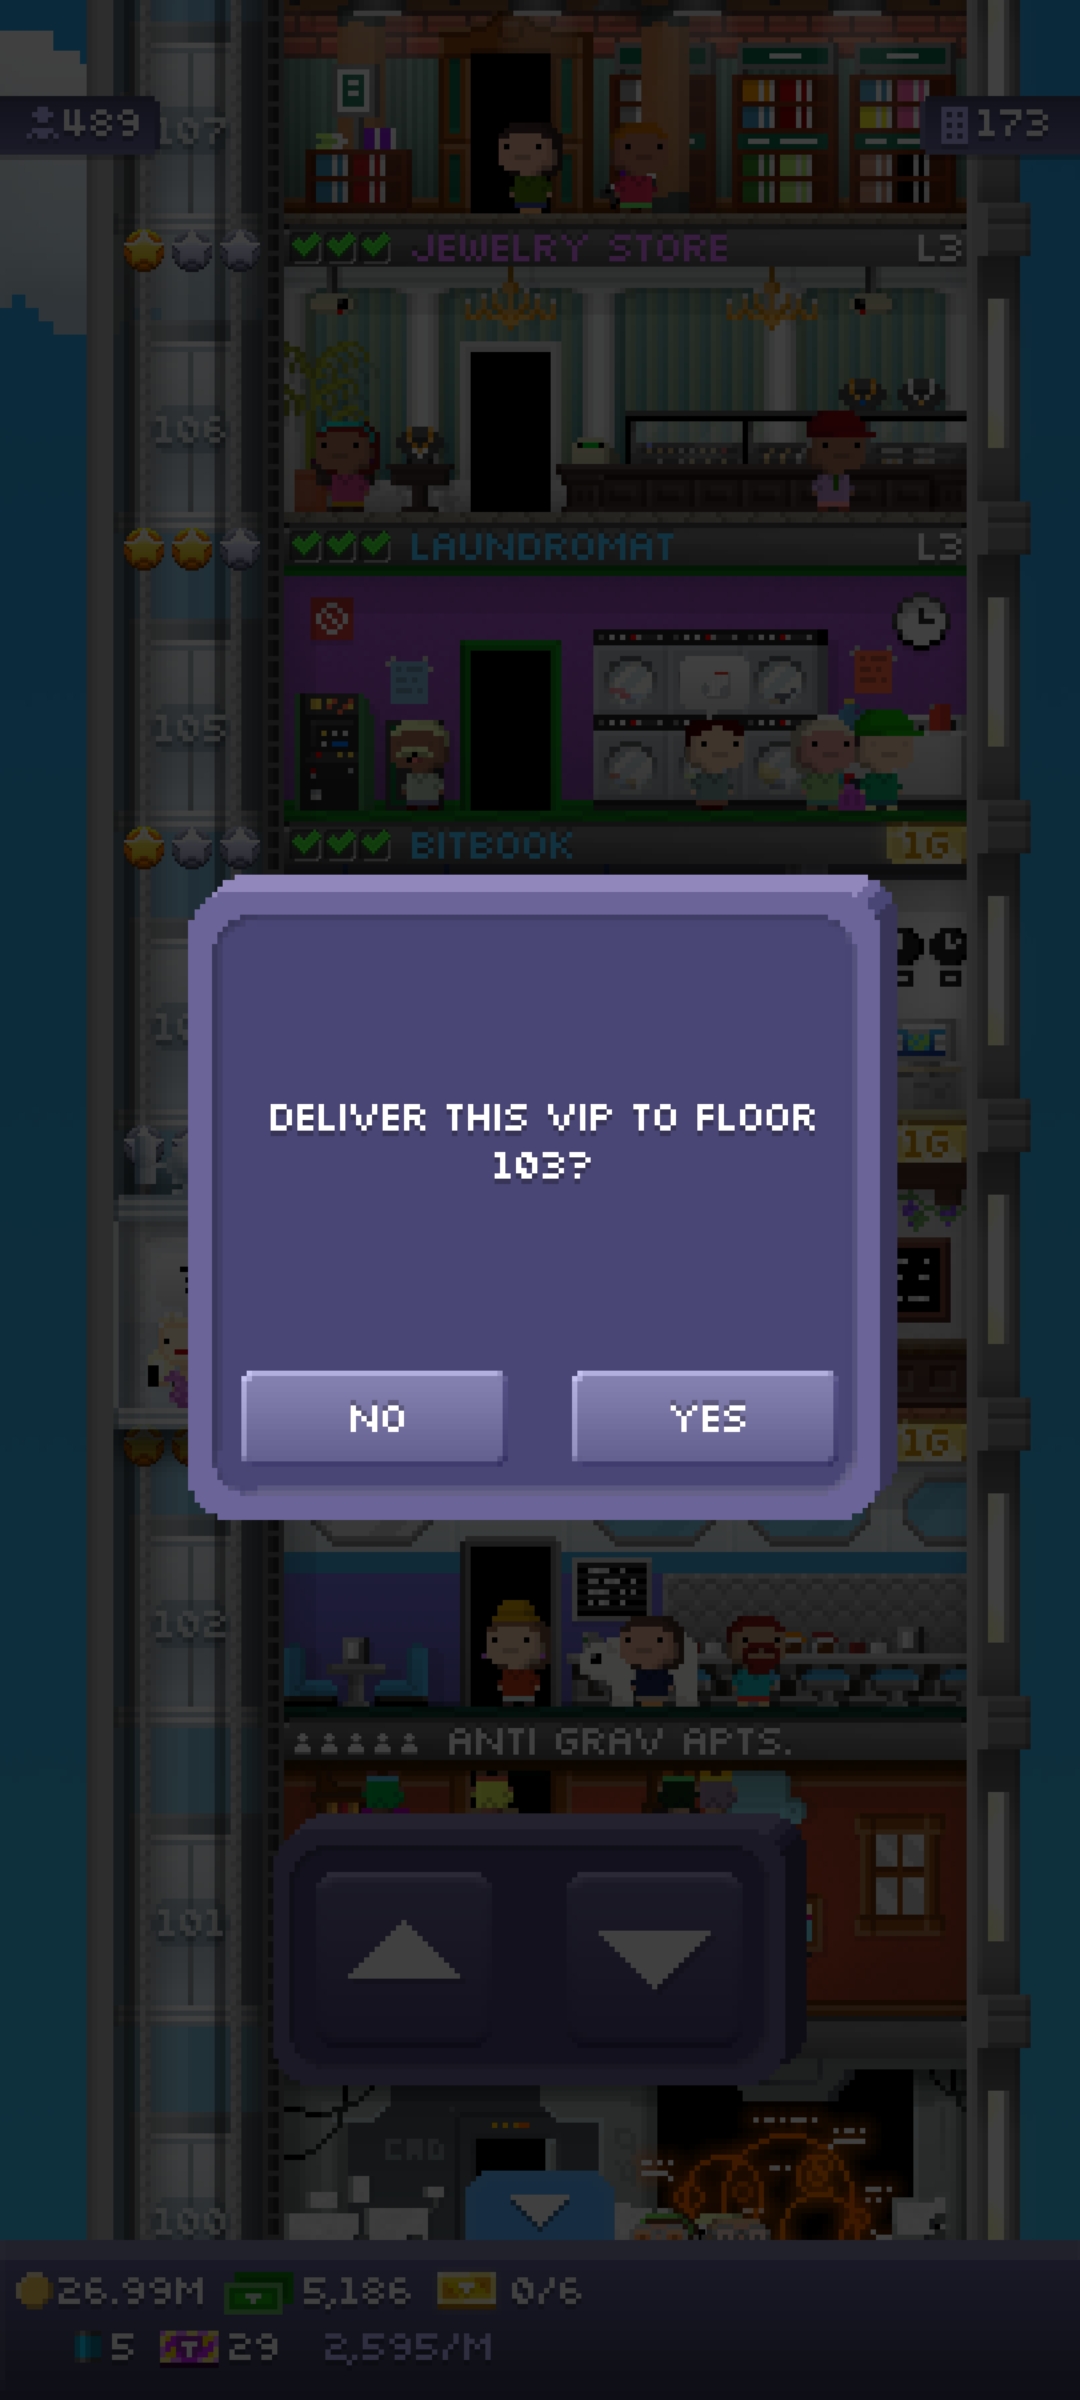 489
107
173
JEWELRY STORE
L3
106
LAUNDROMAT
L3
105
BITBOOK
1G
DELIVER THIS VIP TO FLOOR
103?
1G
NO
YES
1G
102
ANTI GRAV APTS.
101
CRD
100
26.99M
5,186
0/6
5
T
29
2,595/M